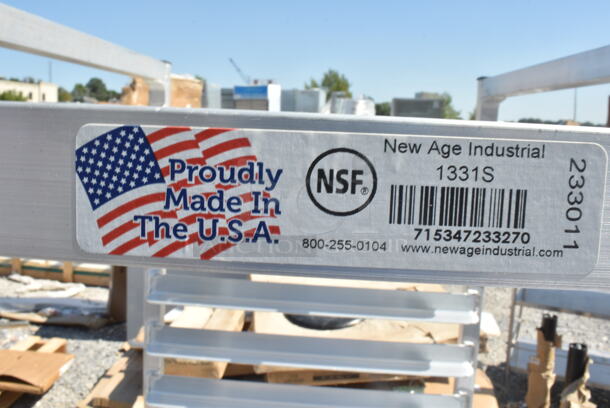 Proudly
Made In
The U.S.A.
NSF®
800-255-0104
New Age Industrial
1331S
715347233270
www.newageindustrial.com
233011